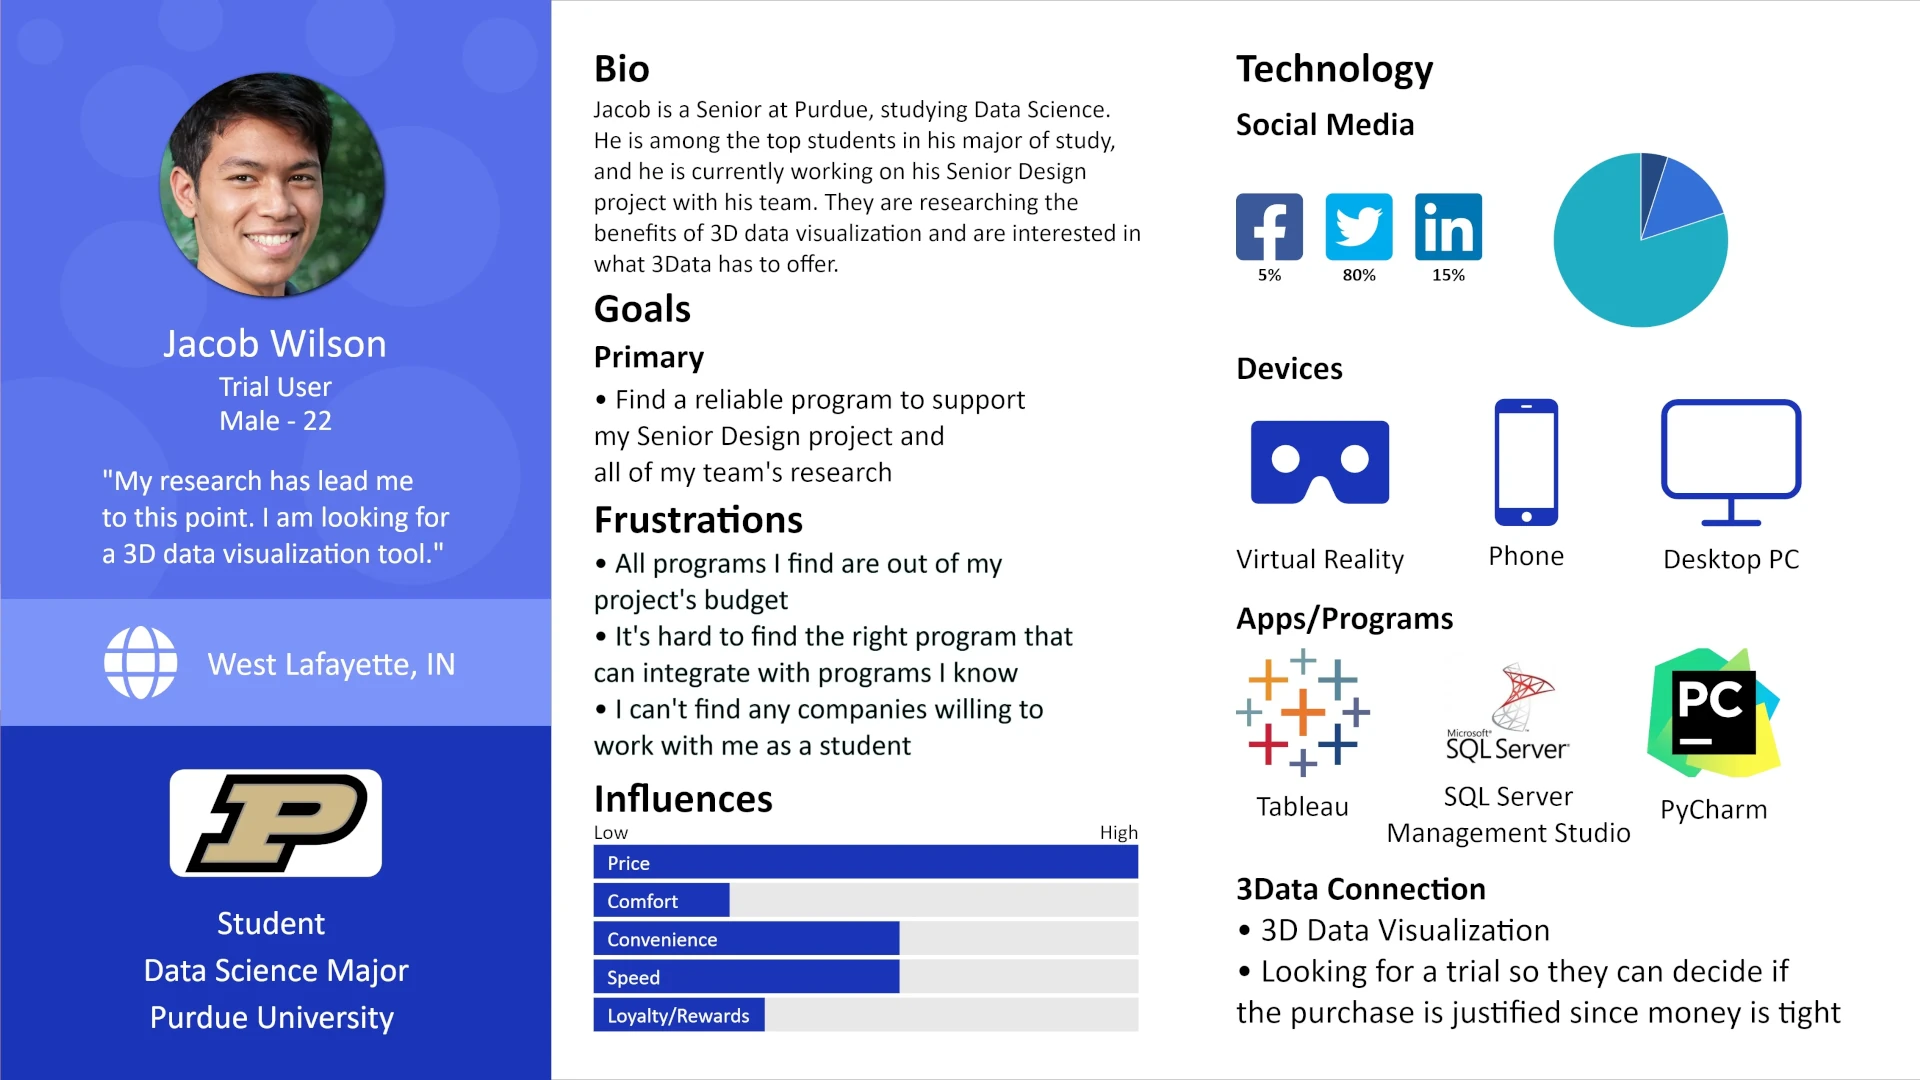 Jacob Wilson
Trial User
Male - 22
"My research has lead me
to this point. I am looking for
a 3D data visualization tool."
West Lafayette, IN
P
Student
Data Science Major
Purdue University
Bio
Jacob is a Senior at Purdue, studying Data Science.
He is among the top students in his major of study,
and he is currently working on his Senior Design
project with his team. They are researching the
benefits of 3D data visualization and are interested in
what 3Data has to offer.
Goals
Primary
• Find a reliable program to support
my Senior Design project and
all of my team's research
Frustrations
• All programs I find are out of my
project's budget
• It's hard to find the right program that
can integrate with programs I know
• I can't find any companies willing to
work with me as a student
Influences
Low High
Price
Comfort
Convenience
Speed
Loyalty/Rewards
Technology
Social Media
f in
5% 80% 15%
Devices
Virtual Reality Phone Desktop PC
Apps/Programs
Microsoft®
SQL Server®
PC
Tableau
SQL Server
Management Studio
PyCharm
3Data Connection
• 3D Data Visualization
• Looking for a trial so they can decide if
the purchase is justified since money is tight